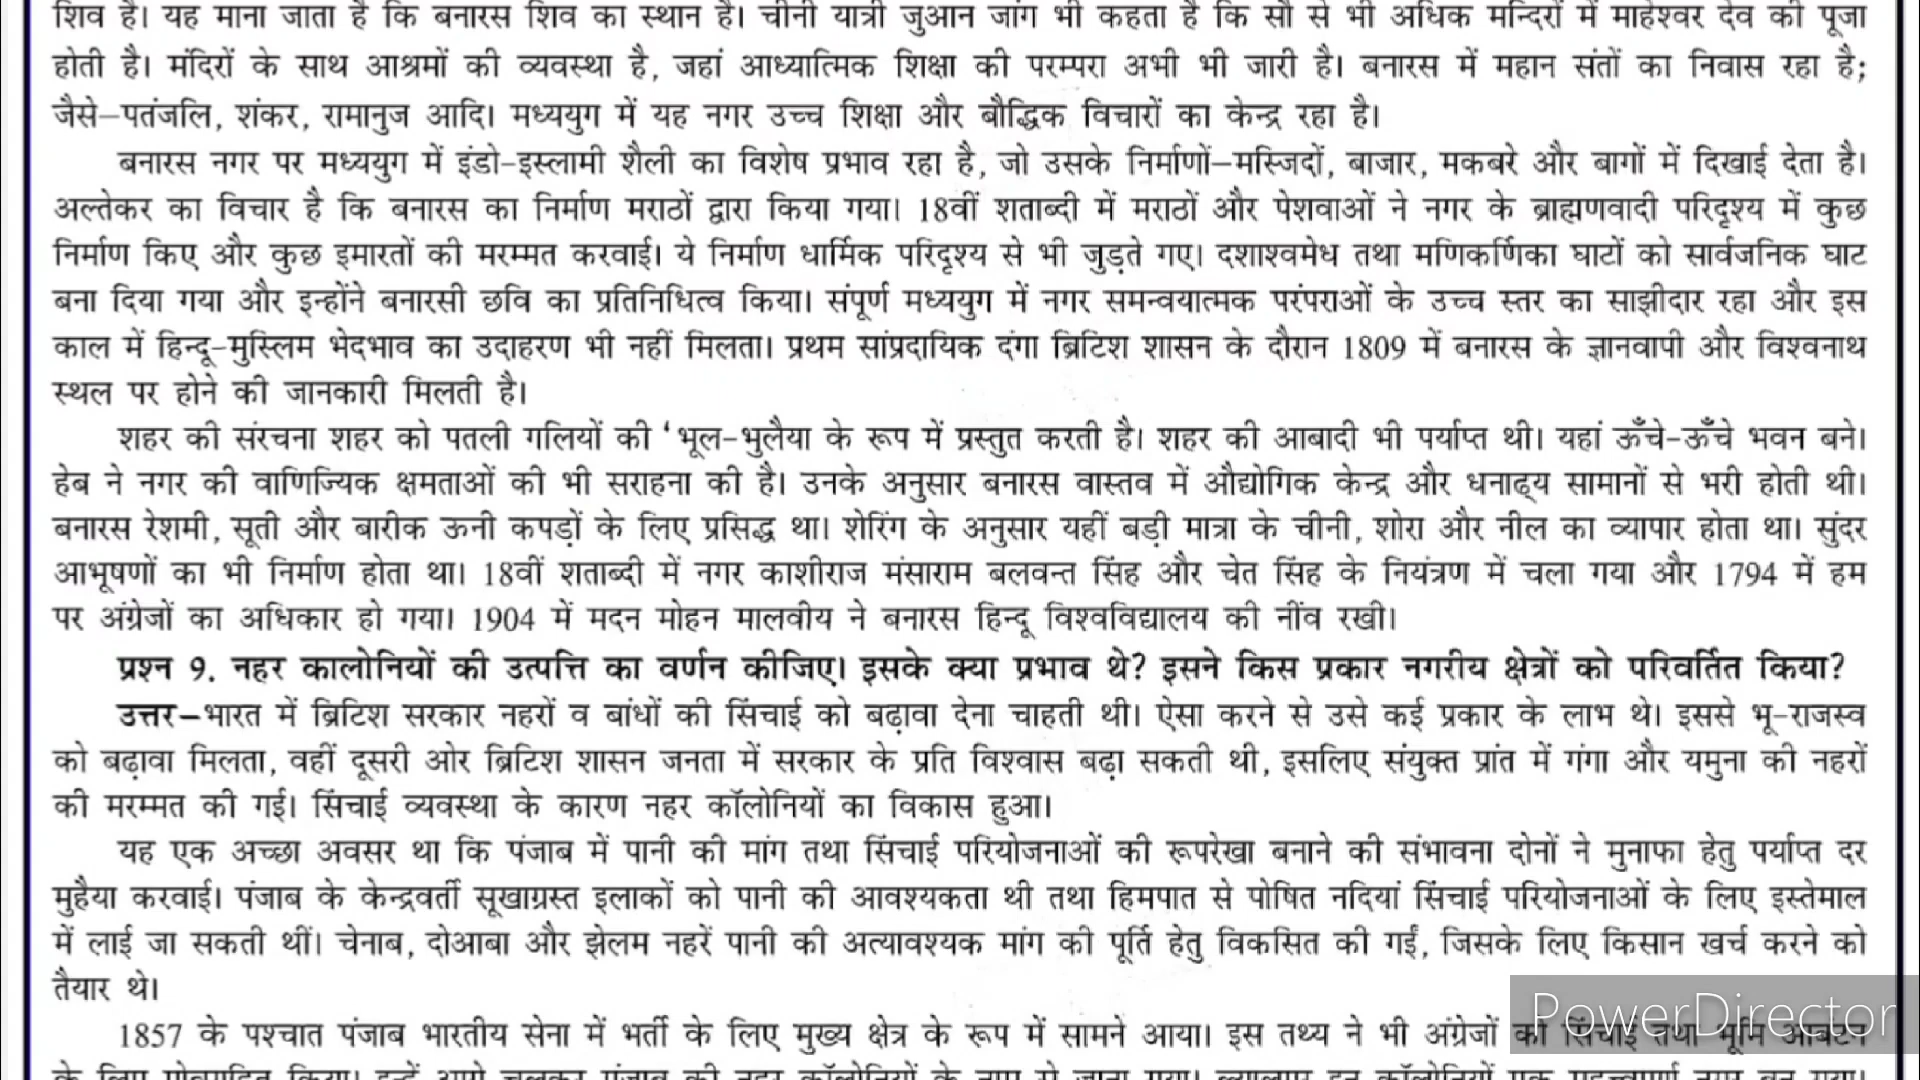 शिव है। यह माना जाता है कि बनारस शिव का स्थान है। चीनी यात्री जुआन जांग भी कहता है कि सौ से भी अधिक मन्दिरों में माहेश्वर देव की पूजा
होती है। मंदिरों के साथ आश्रमों की व्यवस्था है, जहां आध्यात्मिक शिक्षा की परम्परा अभी भी जारी है। बनारस में महान संतों का निवास रहा है;
जैसे–पतंजलि, शंकर, रामानुज आदि। मध्ययुग में यह नगर उच्च शिक्षा और बौद्धिक विचारों का केन्द्र रहा है।
बनारस नगर पर मध्ययुग में इंडो-इस्लामी शैली का विशेष प्रभाव रहा है, जो उसके निर्माणों–मस्जिदों, बाजार, मकबरे और बागों में दिखाई देता है।
अल्तेकर का विचार है कि बनारस का निर्माण मराठों द्वारा किया गया। 18वीं शताब्दी में मराठों और पेशवाओं ने नगर के ब्राह्मणवादी परिदृश्य में कुछ
निर्माण किए और कुछ इमारतों की मरम्मत करवाई। ये निर्माण धार्मिक परिदृश्य से भी जुड़ते गए। दशाश्वमेध तथा मणिकर्णिका घाटों को सार्वजनिक घाट
बना दिया गया और इन्होंने बनारसी छवि का प्रतिनिधित्व किया। संपूर्ण मध्ययुग में नगर समन्वयात्मक परंपराओं के उच्च स्तर का साझीदार रहा और इस
काल में हिन्दू-मुस्लिम भेदभाव का उदाहरण भी नहीं मिलता। प्रथम सांप्रदायिक दंगा ब्रिटिश शासन के दौरान 1809 में बनारस के ज्ञानवापी और विश्वनाथ
स्थल पर होने की जानकारी मिलती है।
शहर की संरचना शहर को पतली गलियों की 'भूल-भुलैया के रूप में प्रस्तुत करती है। शहर की आबादी भी पर्याप्त थी। यहां ऊँचे-ऊँचे भवन बने।
हेब ने नगर की वाणिज्यिक क्षमताओं की भी सराहना की है। उनके अनुसार बनारस वास्तव में औद्योगिक केन्द्र और धनाढ्य सामानों से भरी होती थी।
बनारस रेशमी, सूती और बारीक ऊनी कपड़ों के लिए प्रसिद्ध था। शेरिंग के अनुसार यहीं बड़ी मात्रा के चीनी, शोरा और नील का व्यापार होता था। सुंदर
आभूषणों का भी निर्माण होता था। 18वीं शताब्दी में नगर काशीराज मंसाराम बलवन्त सिंह और चेत सिंह के नियंत्रण में चला गया और 1794 में हम
पर अंग्रेजों का अधिकार हो गया। 1904 में मदन मोहन मालवीय ने बनारस हिन्दू विश्वविद्यालय की नींव रखी।
प्रश्न 9. नहर कालोनियों की उत्पत्ति का वर्णन कीजिए। इसके क्या प्रभाव थे? इसने किस प्रकार नगरीय क्षेत्रों को परिवर्तित किया?
उत्तर–भारत में ब्रिटिश सरकार नहरों व बांधों की सिंचाई को बढ़ावा देना चाहती थी। ऐसा करने से उसे कई प्रकार के लाभ थे। इससे भू-राजस्व
को बढ़ावा मिलता, वहीं दूसरी ओर ब्रिटिश शासन जनता में सरकार के प्रति विश्वास बढ़ा सकती थी, इसलिए संयुक्त प्रांत में गंगा और यमुना की नहरों
की मरम्मत की गई। सिंचाई व्यवस्था के कारण नहर कॉलोनियों का विकास हुआ।
यह एक अच्छा अवसर था कि पंजाब में पानी की मांग तथा सिंचाई परियोजनाओं की रूपरेखा बनाने की संभावना दोनों ने मुनाफा हेतु पर्याप्त दर
मुहैया करवाई। पंजाब के केन्द्रवर्ती सूखाग्रस्त इलाकों को पानी की आवश्यकता थी तथा हिमपात से पोषित नदियां सिंचाई परियोजनाओं के लिए इस्तेमाल
में लाई जा सकती थीं। चेनाब, दोआबा और झेलम नहरें पानी की अत्यावश्यक मांग की पूर्ति हेतु विकसित की गईं, जिसके लिए किसान खर्च करने को
तैयार थे।
1857 के पश्चात पंजाब भारतीय सेना में भर्ती के लिए मुख्य क्षेत्र के रूप में सामने आया। इस तथ्य ने भी अंग्रेजों को सिंचाई तथा भूमि आबंटन
PowerDirector